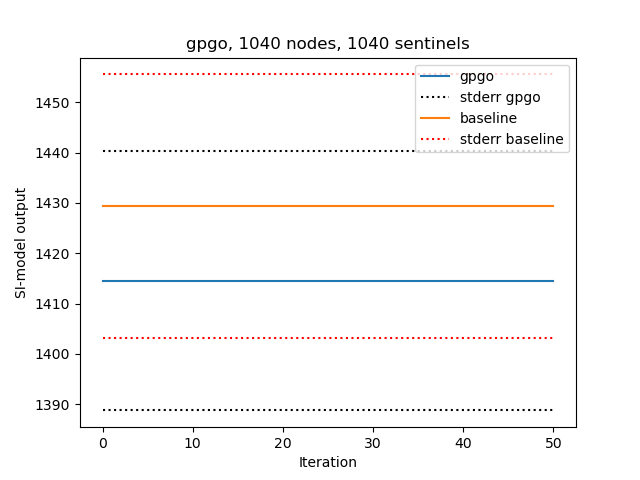 gpgo, 1040 nodes, 1040 sentinels
gpgo
stderr gpgo
baseline
stderr baseline
SI-model output
1450
1440
1430
1420
1410
1400
1390
0 10 20 30 40 50
Iteration